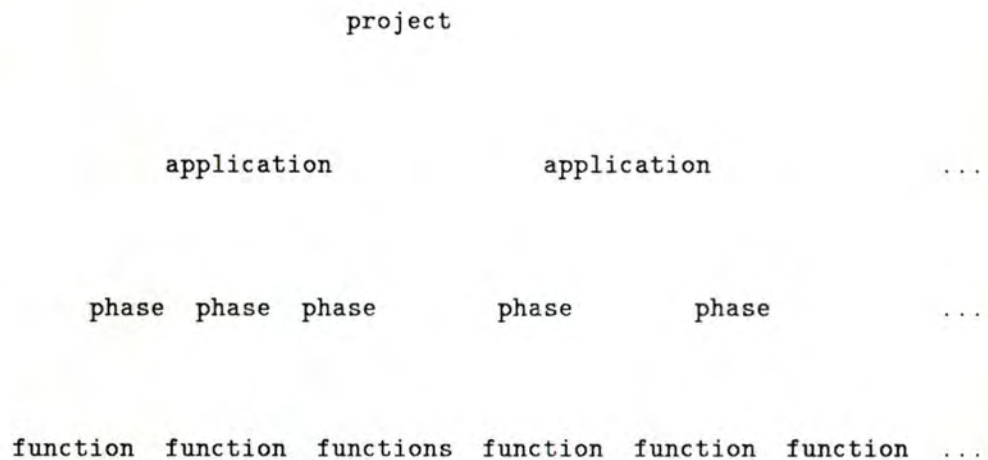 project
application application ...
phase phase phase phase phase ...
function function functions function function function ...